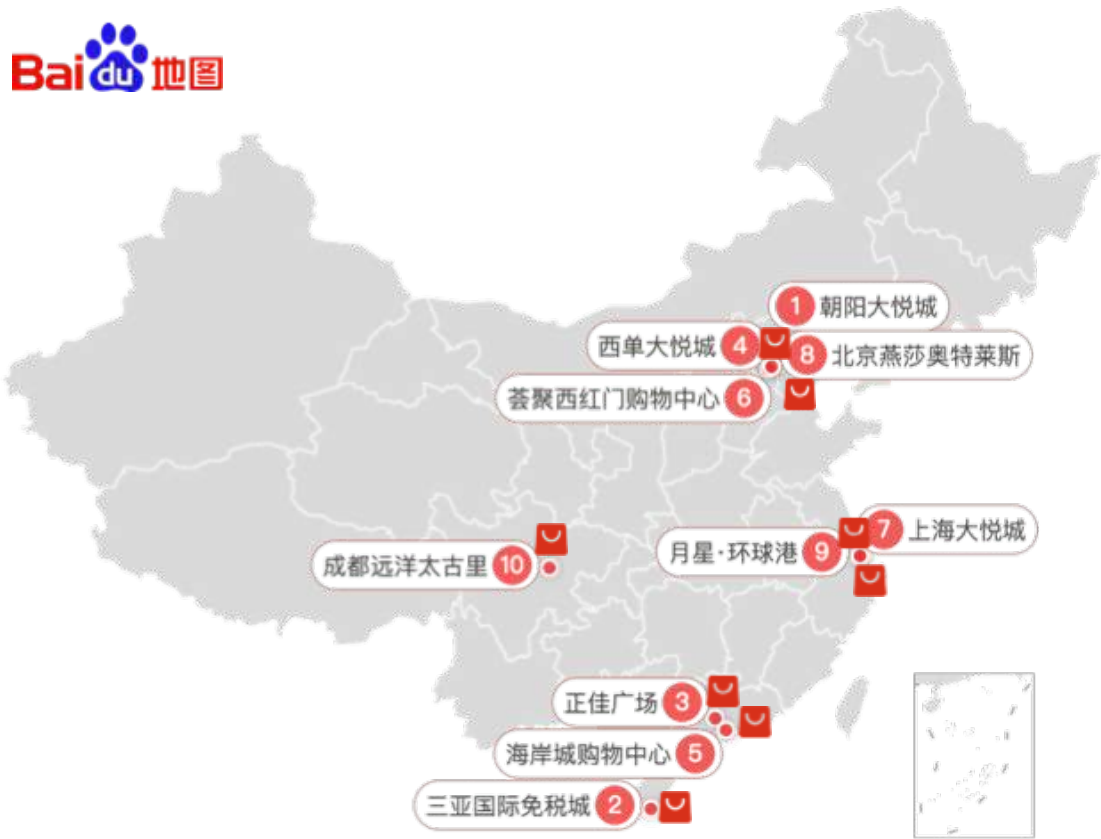 Baidu地图
1 朝阳大悦城
西单大悦城 4
8 北京燕莎奥特莱斯
荟聚西红门购物中心 6
7 上海大悦城
月星·环球港 9
成都远洋太古里 10
正佳广场 3
海岸城购物中心 5
三亚国际免税城 2